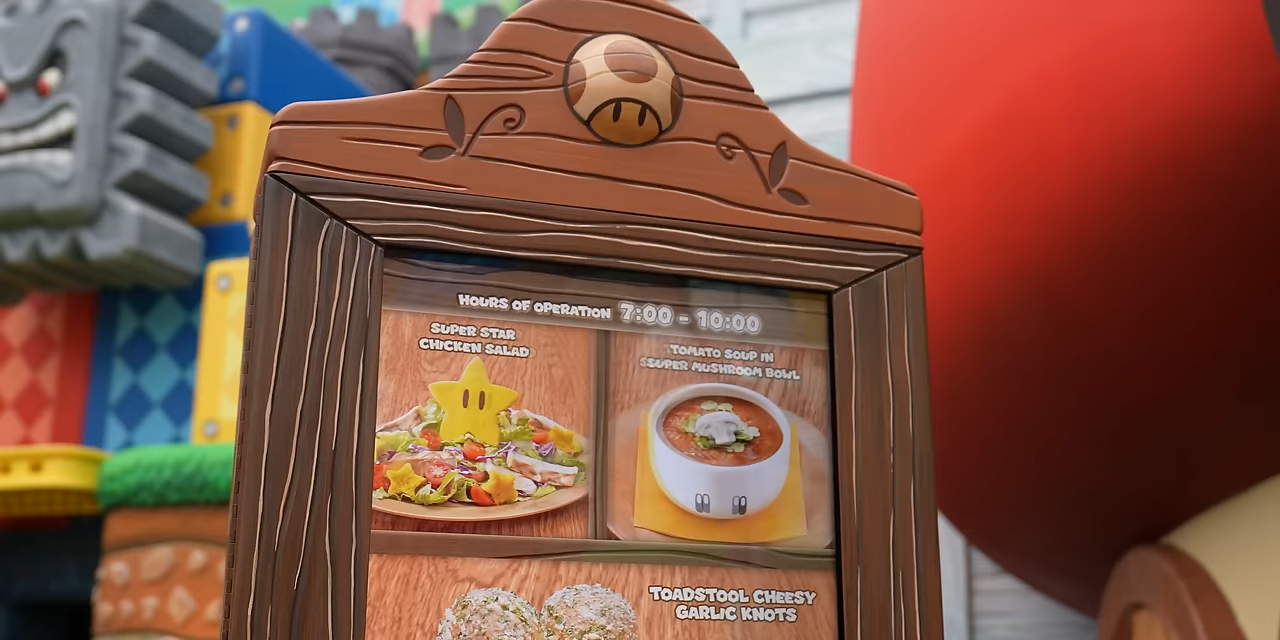 HOURS OF OPERATION 7:00 - 10:00
SUPER STAR
CHICKEN SALAD
TOMATO SOUP IN
SUPER MUSHROOM BOWL
TOADSTOOL CHEESY
GARLIC KNOTS